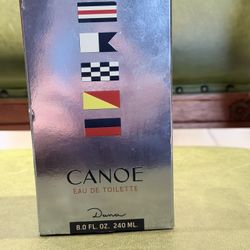 CANOE
EAU DE TOILETTE
Dana
8.0 FL. OZ. 240 ML.